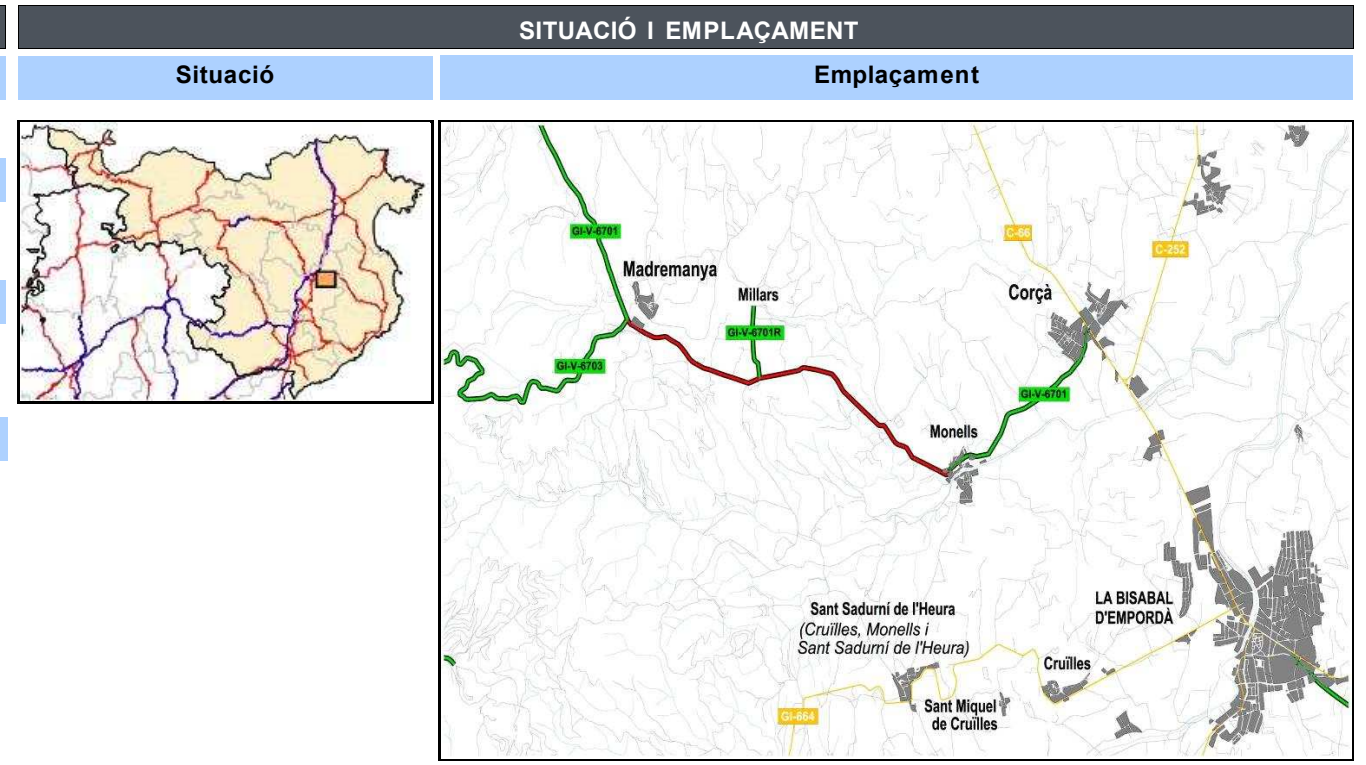 SITUACIÓ I EMPLAÇAMENT
Situació
Emplaçament
GI-V-6701
C-66
C-252
Madremanya
Millars
Corçà
GI-V-6701R
GI-V-6703
GI-V-6701
Monells
Sant Sadurní de l'Heura
(Cruïlles, Monells i
Sant Sadurní de l'Heura)
LA BISABAL
D'EMPORDÀ
Cruïlles
Sant Miquel
de Cruïlles
GI-664